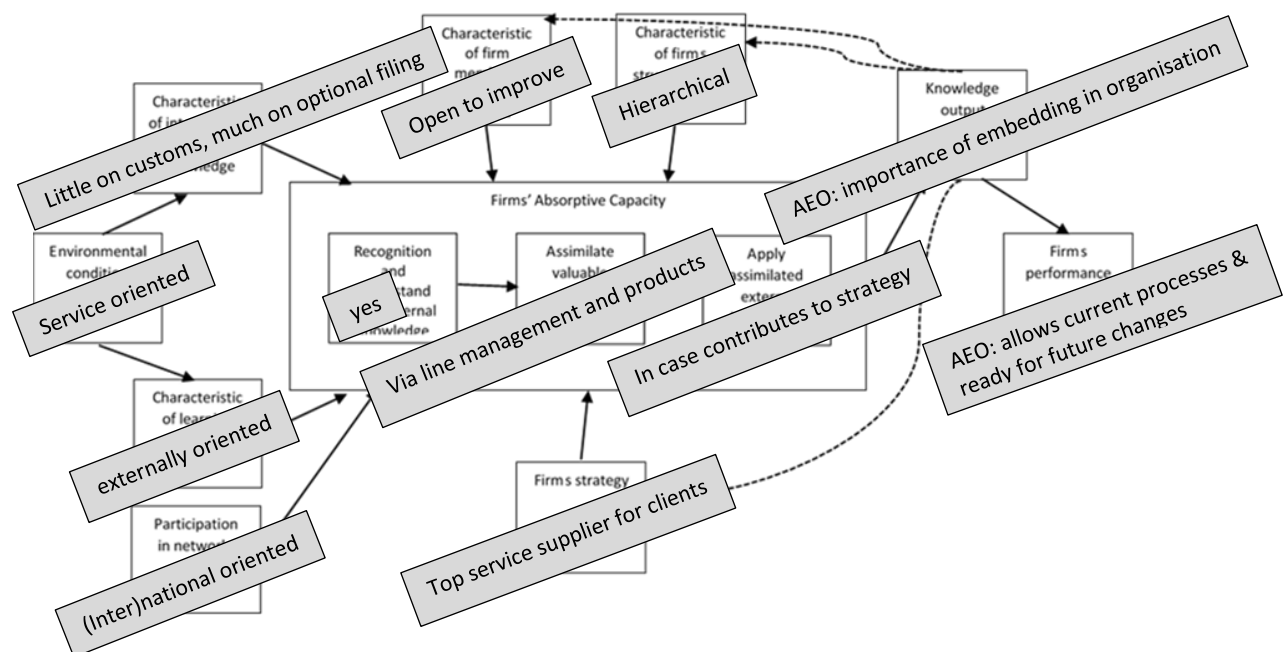 Characteristic
of firm
Open to improve
Characteristic
of firms
Hierarchical
Knowledge
AEO: importance of embedding in organisation
of
Little on customs, much on optional filing
Firms' Absorptive Capacity
Environmental
Service oriented
Recognition
and
yes
Assimilate
Via line management and products
Apply
assimilated
In case contributes to strategy
Firms
performance
AEO: allows current processes &
ready for future changes
Characteristic
of
externally oriented
Participation
in
(Inter)national oriented
Firms strategy
Top service supplier for clients